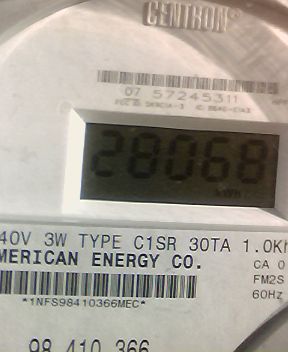 CENTRON®
07 57245311
28068
kWh
40V 3W TYPE C1SR 30TA 1.0Kh
MERICAN ENERGY CO.
CA 0
FM2S
*1NFS98410366MEC*
60Hz
98 410 366